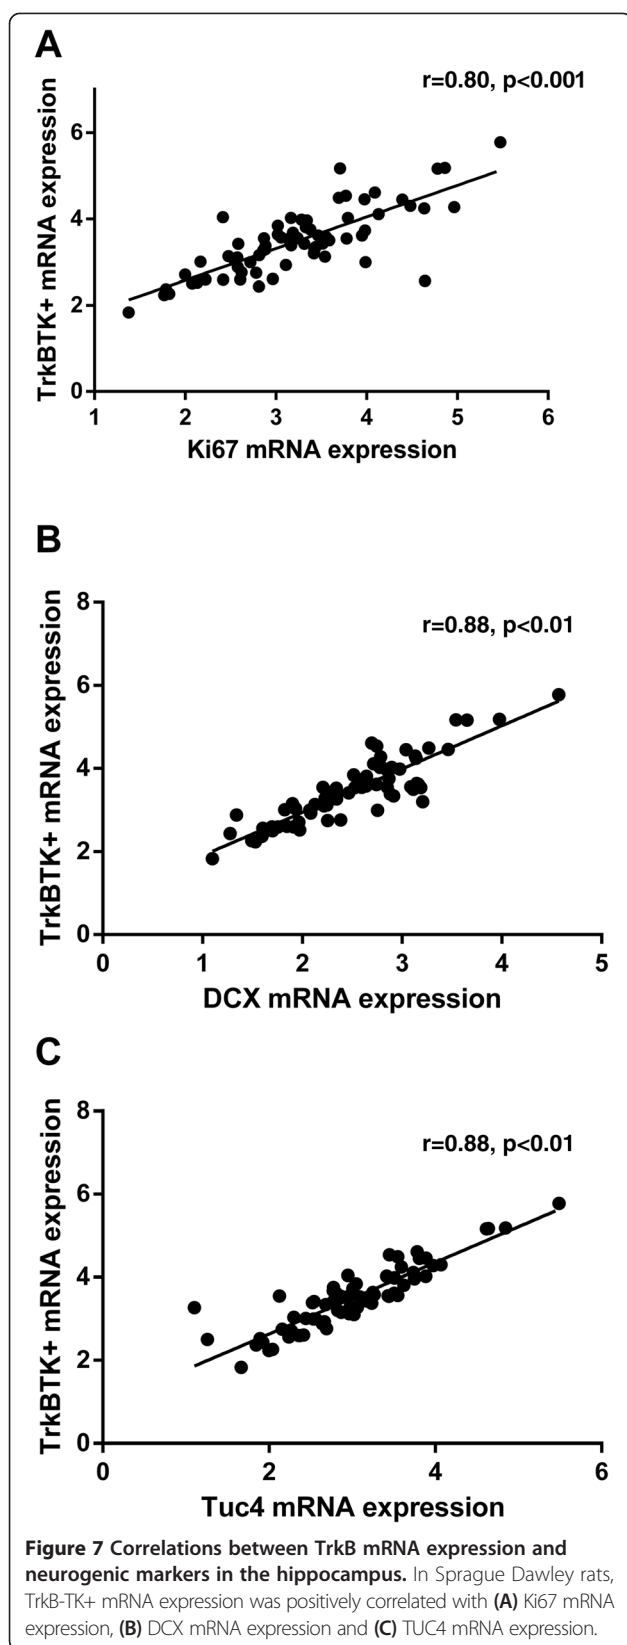 A
r=0.80, p<0.001
TrkBTK+ mRNA expression
6
4
2
0
1 2 3 4 5 6
Ki67 mRNA expression
B
r=0.88, p<0.01
TrkBTK+ mRNA expression
8
6
4
2
0
0 1 2 3 4 5
DCX mRNA expression
C
r=0.88, p<0.01
TrkBTK+ mRNA expression
8
6
4
2
0
0 2 4 6
Tuc4 mRNA expression
Figure 7 Correlations between TrkB mRNA expression and
neurogenic markers in the hippocampus. In Sprague Dawley rats,
TrkB-TK+ mRNA expression was positively correlated with (A) Ki67 mRNA
expression, (B) DCX mRNA expression and (C) TUC4 mRNA expression.